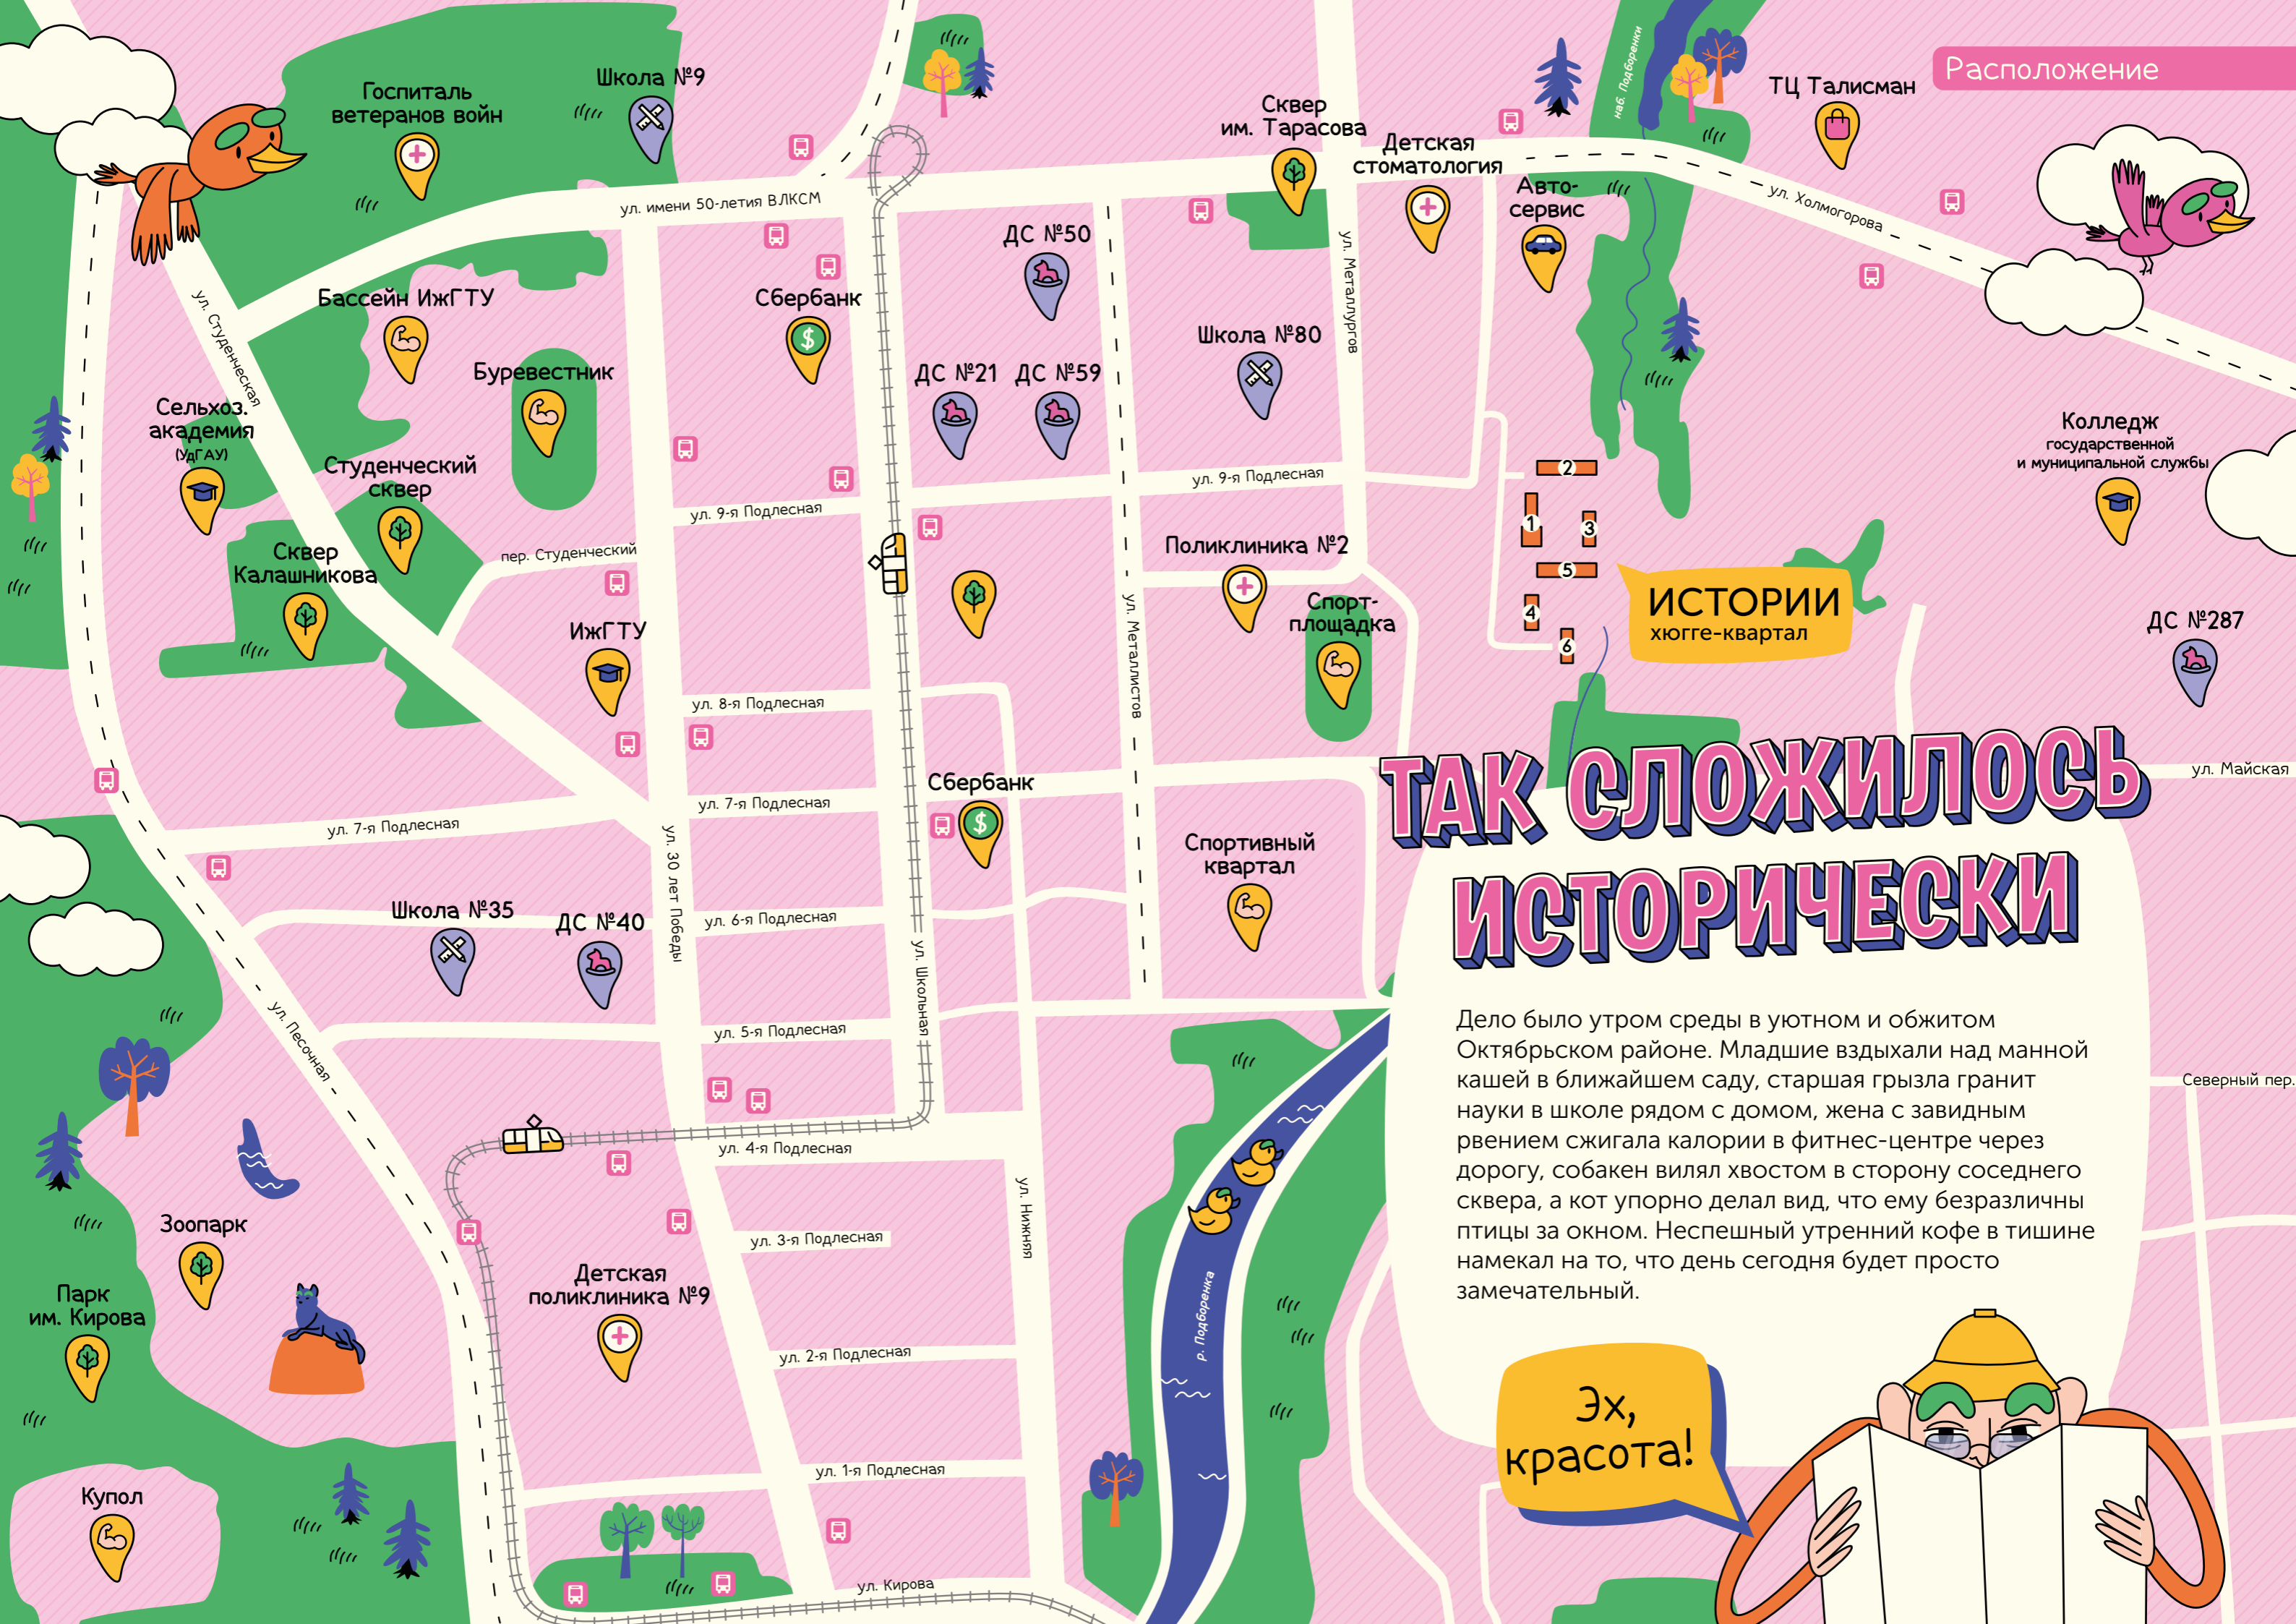 Расположение
наб. Подборенки
Школа №9
Госпиталь
ветеранов войн
ТЦ Талисман
Сквер
им. Тарасова
Детская
стоматология
Авто-
сервис
ул. имени 50-летия ВЛКСМ
ул. Холмогорова
ДС №50
ул. Металлургов
ул. Студенческая
Бассейн ИжГТУ
Сбербанк
Школа №80
Буревестник
ДС №21
ДС №59
Сельхоз.
академия
(УдГАУ)
Колледж
государственной
и муниципальной службы
Студенческий
сквер
ул. 9-я Подлесная
ул. 9-я Подлесная
2
1
3
5
4
6
Сквер
Калашникова
пер. Студенческий
Поликлиника №2
Спорт-
площадка
ИСТОРИИ
хюгге-квартал
ИжГТУ
ДС №287
ул. Металлистов
ул. 8-я Подлесная
ТАК СЛОЖИЛОСЬ
ИСТОРИЧЕСКИ
ул. Майская
Сбербанк
ул. 7-я Подлесная
ул. 7-я Подлесная
Спортивный
квартал
ул. 30 лет Победы
Школа №35
ДС №40
ул. 6-я Подлесная
ул. Школьная
ул. Песочная
ул. 5-я Подлесная
Дело было утром среды в уютном и обжитом
Октябрьском районе. Младшие вздыхали над манной
кашей в ближайшем саду, старшая грызла гранит
науки в школе рядом с домом, жена с завидным
рвением сжигала калории в фитнес-центре через
дорогу, собакен вилял хвостом в сторону соседнего
сквера, а кот упорно делал вид, что ему безразличны
птицы за окном. Неспешный утренний кофе в тишине
намекал на то, что день сегодня будет просто
замечательный.
Северный пер.
ул. 4-я Подлесная
ул. Нижняя
Зоопарк
ул. 3-я Подлесная
Детская
поликлиника №9
Парк
им. Кирова
р. Подборенка
ул. 2-я Подлесная
Эх,
красота!
ул. 1-я Подлесная
Купол
ул. Кирова